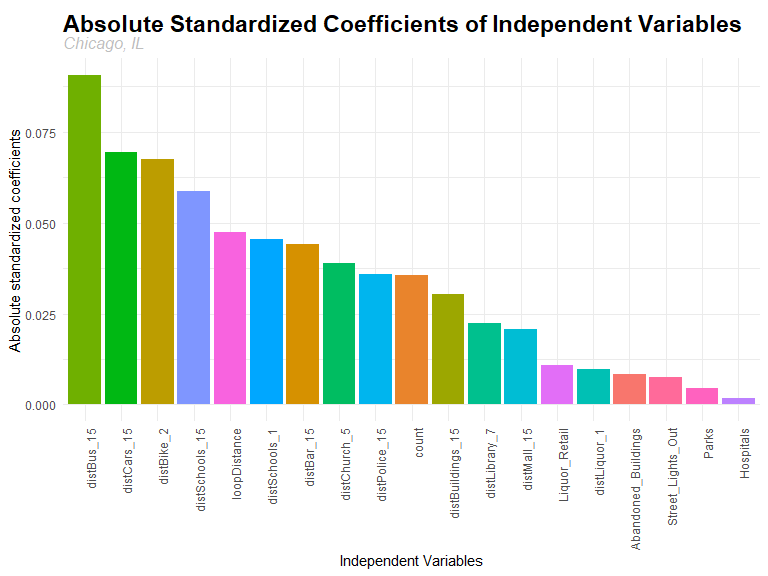 Absolute Standardized Coefficients of Independent Variables
Chicago, IL
Absolute standardized coefficients
0.075
0.050
0.025
0.000
distBus_15
distCars_15
distBike_2
distSchools_15
loopDistance
distSchools_1
distBar_15
distChurch_5
distPolice_15
count
distBuildings_15
distLibrary_7
distMall_15
Liquor_Retail
distLiquor_1
Abandoned_Buildings
Street_Lights_Out
Parks
Hospitals
Independent Variables